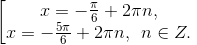 x = −π/6 + 2πn,
x = −5π/6 + 2πn, n ∈ Z.